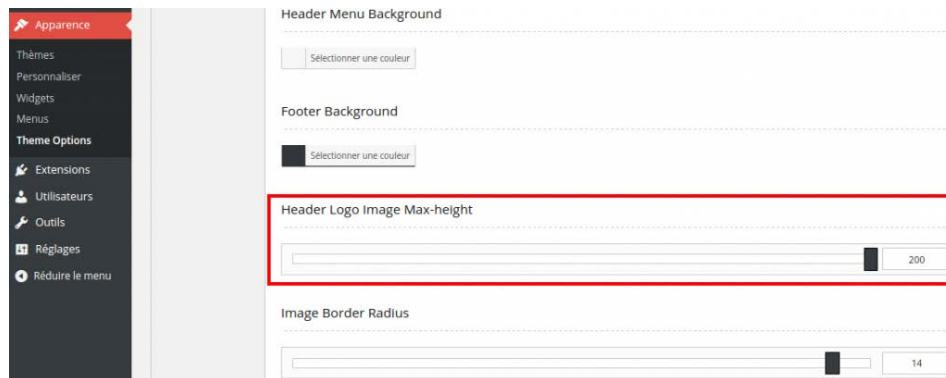 Apparence
Thèmes
Personnaliser
Widgets
Menus
Theme Options
Extensions
Utilisateurs
Outils
Réglages
Réduire le menu
Header Menu Background
Sélectionner une couleur
Footer Background
Sélectionner une couleur
Header Logo Image Max-height
200
Image Border Radius
14